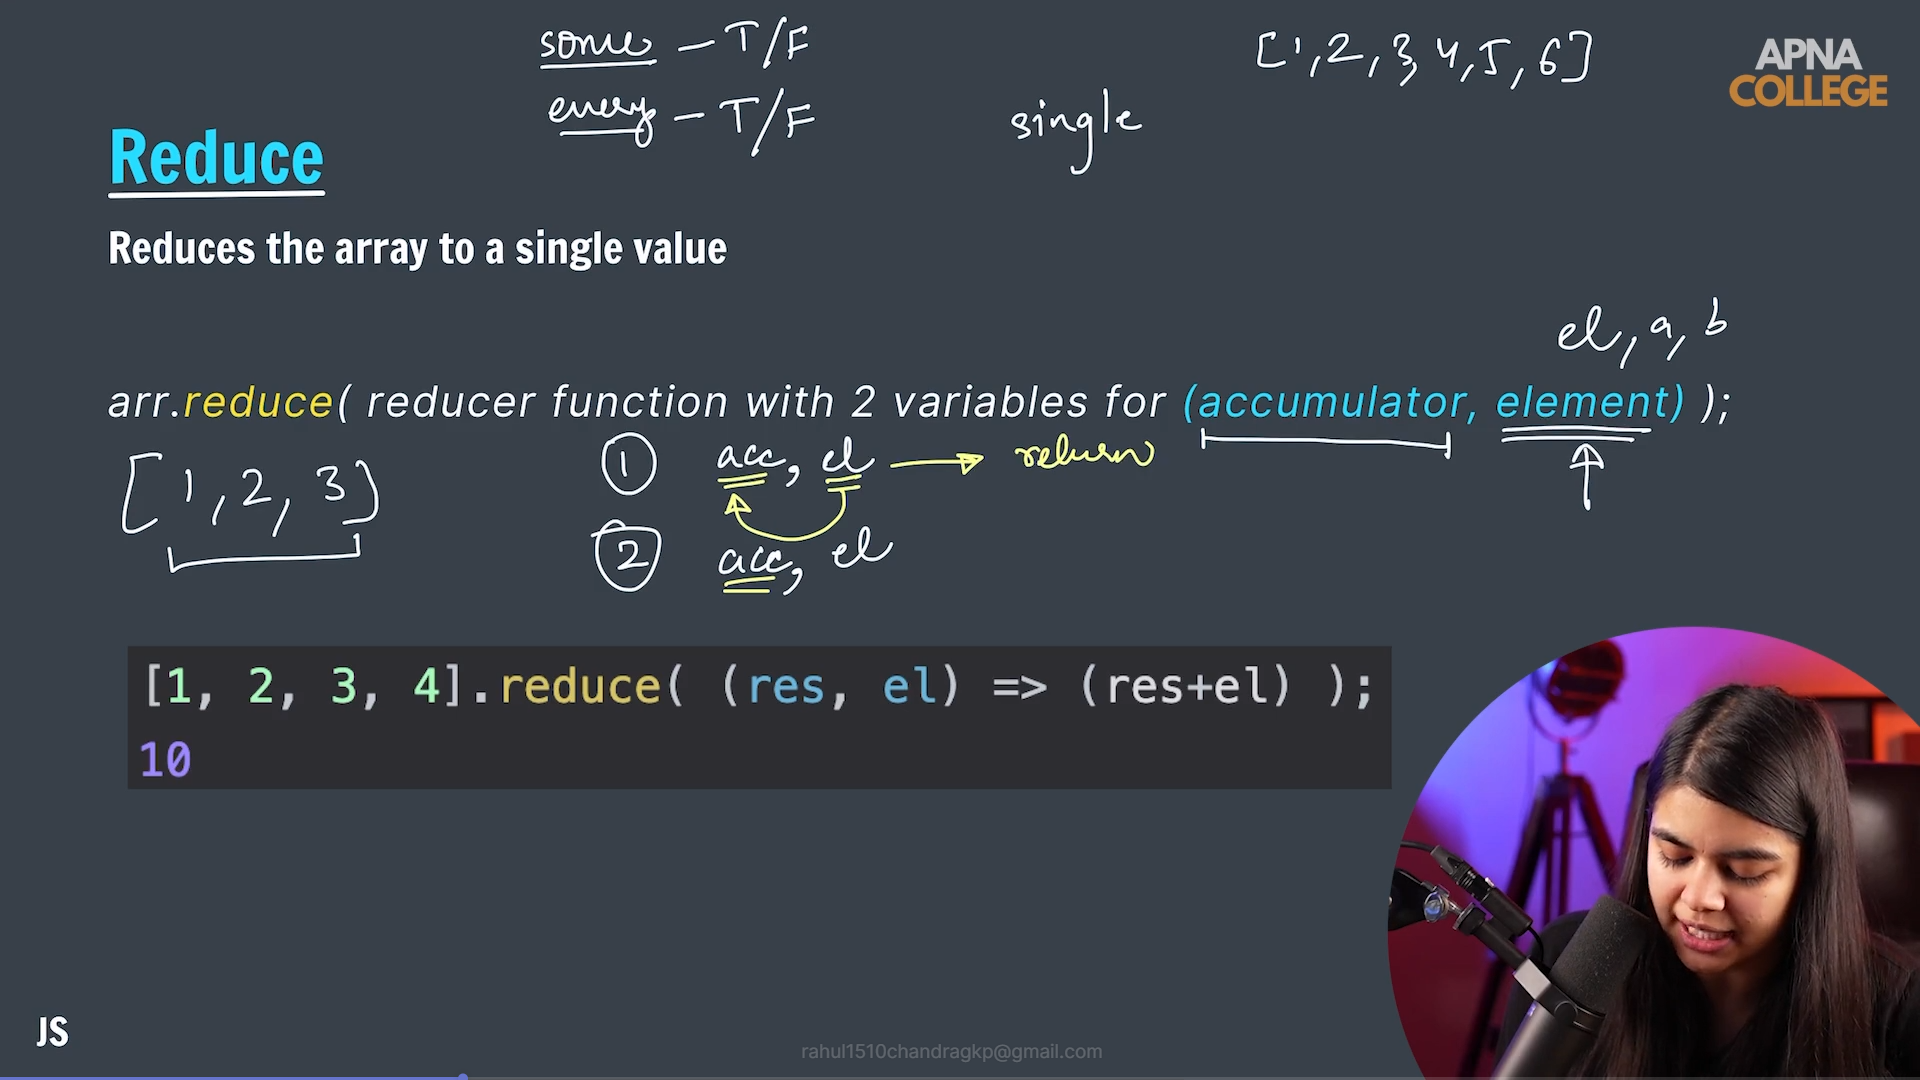 some – T/F
[1, 2, 3, 4, 5, 6]
APNA
COLLEGE
every – T/F
single
Reduce
Reduces the array to a single value
el, a, b
arr.reduce( reducer function with 2 variables for (accumulator, element) );
[1, 2, 3]
1 acc, el → return
2 acc, el
[1, 2, 3, 4].reduce( (res, el) => (res+el) );
10
JS
rahul1510chandragkp@gmail.com